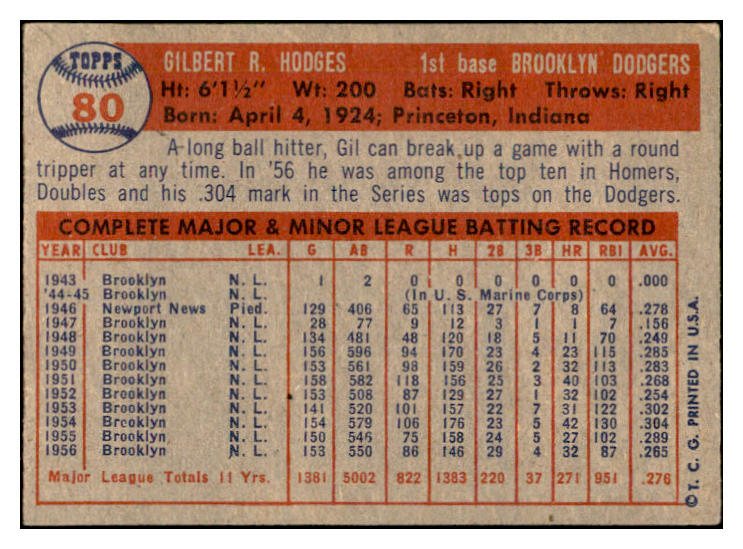 TOPPS
80
GILBERT R. HODGES 1st base BROOKLYN DODGERS
Ht: 6'1½" Wt: 200 Bats: Right Throws: Right
Born: April 4, 1924; Princeton, Indiana
A long ball hitter, Gil can break up a game with a round
tripper at any time. In '56 he was among the top ten in Homers,
Doubles and his .304 mark in the Series was tops on the Dodgers.
COMPLETE MAJOR & MINOR LEAGUE BATTING RECORD
YEAR CLUB LEA. G AB R H 2B 3B HR RBI AVG.
1943 Brooklyn N. L. 1 2 0 0 0 0 0 0 .000
'44-45 Brooklyn N. L. (In U. S. Marine Corps)
1946 Newport News Pied. 129 406 65 113 27 7 8 64 .278
1947 Brooklyn N. L. 28 77 9 12 3 1 1 7 .156
1948 Brooklyn N. L. 134 481 48 120 18 5 11 70 .249
1949 Brooklyn N. L. 156 596 94 170 23 4 23 115 .285
1950 Brooklyn N. L. 153 561 98 159 26 2 32 113 .283
1951 Brooklyn N. L. 158 582 118 156 25 3 40 103 .268
1952 Brooklyn N. L. 153 508 87 129 27 1 32 102 .254
1953 Brooklyn N. L. 141 520 101 157 22 7 31 122 .302
1954 Brooklyn N. L. 154 579 106 176 23 5 42 130 .304
1955 Brooklyn N. L. 150 546 75 158 24 5 27 102 .289
1956 Brooklyn N. L. 153 550 86 146 29 4 32 87 .265
Major League Totals 11 Yrs. 1381 5002 822 1383 220 37 271 951 .276
© T. C. G. PRINTED IN U.S.A.